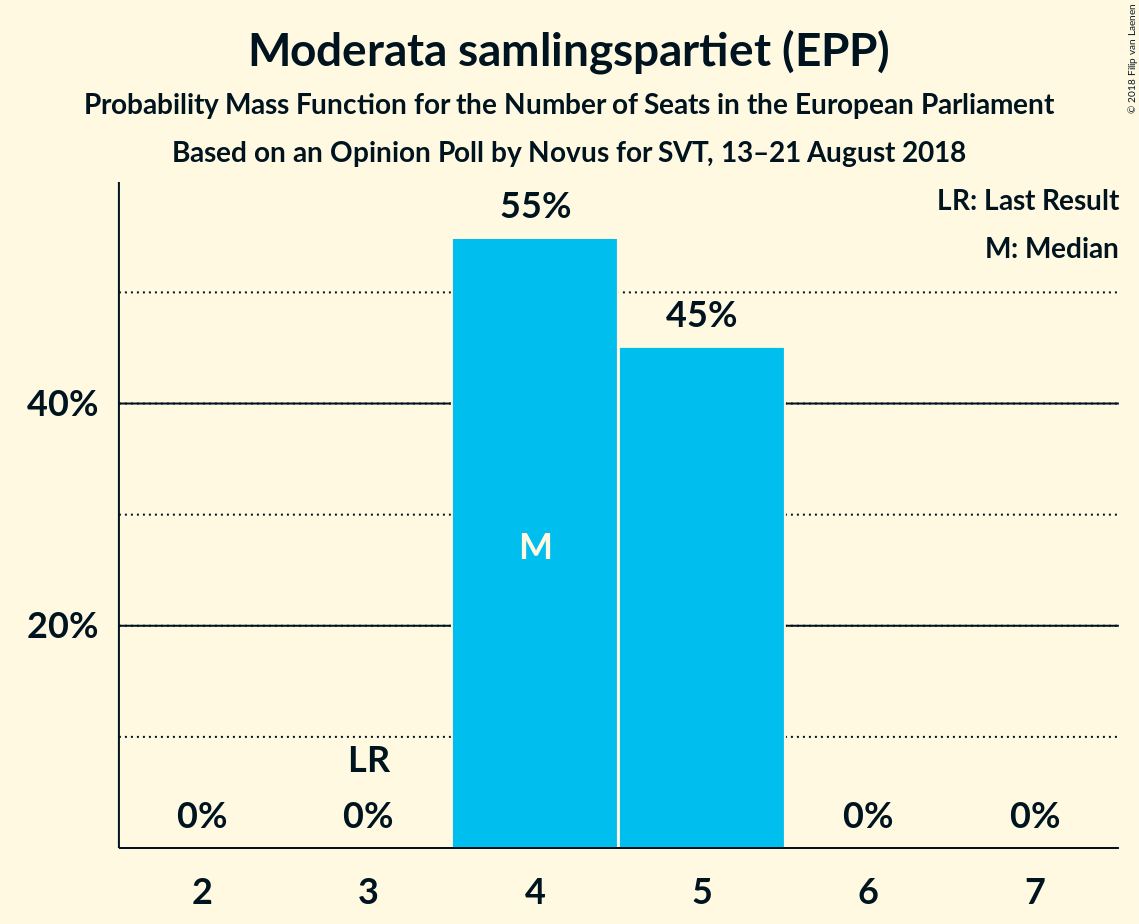 Moderata samlingspartiet (EPP)
Probability Mass Function for the Number of Seats in the European Parliament
Based on an Opinion Poll by Novus for SVT, 13–21 August 2018
© 2018 Filip van Laenen
LR: Last Result
M: Median
55%
45%
40%
M
20%
LR
0% 0% 0% 0%
2 3 4 5 6 7